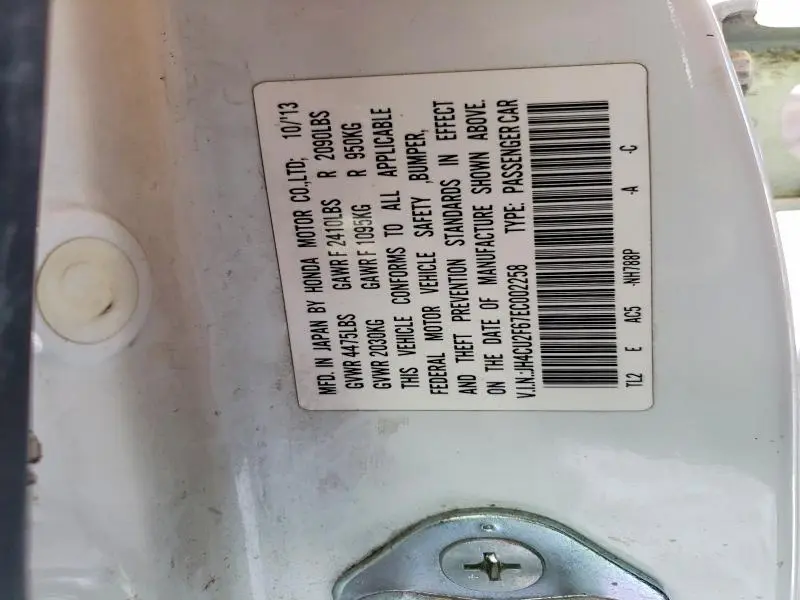 MFD. IN JAPAN BY HONDA MOTOR CO.,LTD; 10/'13
GVWR 4475LBS GAWR F 2410LBS R 2090LBS
GVWR 2030KG GAWR F 1095KG R 950KG
THIS VEHICLE CONFORMS TO ALL APPLICABLE
FEDERAL MOTOR VEHICLE SAFETY ,BUMPER,
AND THEFT PREVENTION STANDARDS IN EFFECT
ON THE DATE OF MANUFACTURE SHOWN ABOVE.
V.I.N.:JH4CU2F67EC002258 TYPE: PASSENGER CAR
TL2 E AC5 -NH788P -A -C